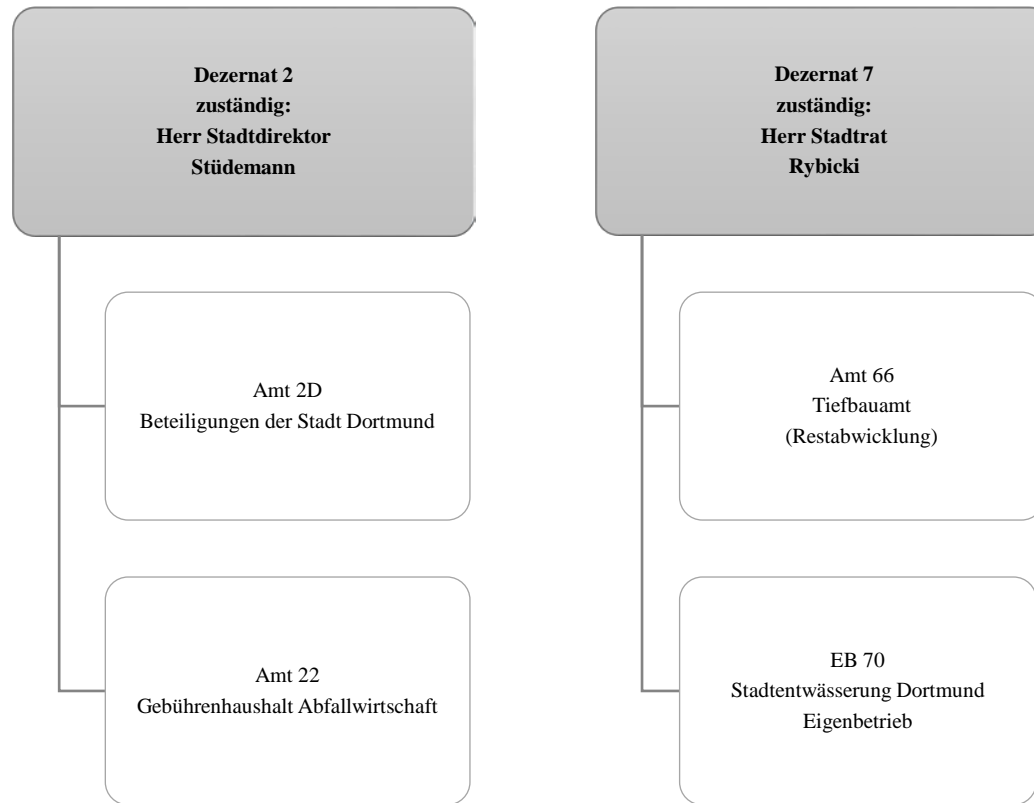 Dezernat 2
zuständig:
Herr Stadtdirektor
Stüdemann
Amt 2D
Beteiligungen der Stadt Dortmund
Amt 22
Gebührenhaushalt Abfallwirtschaft
Dezernat 7
zuständig:
Herr Stadtrat
Rybicki
Amt 66
Tiefbauamt
(Restabwicklung)
EB 70
Stadtentwässerung Dortmund
Eigenbetrieb